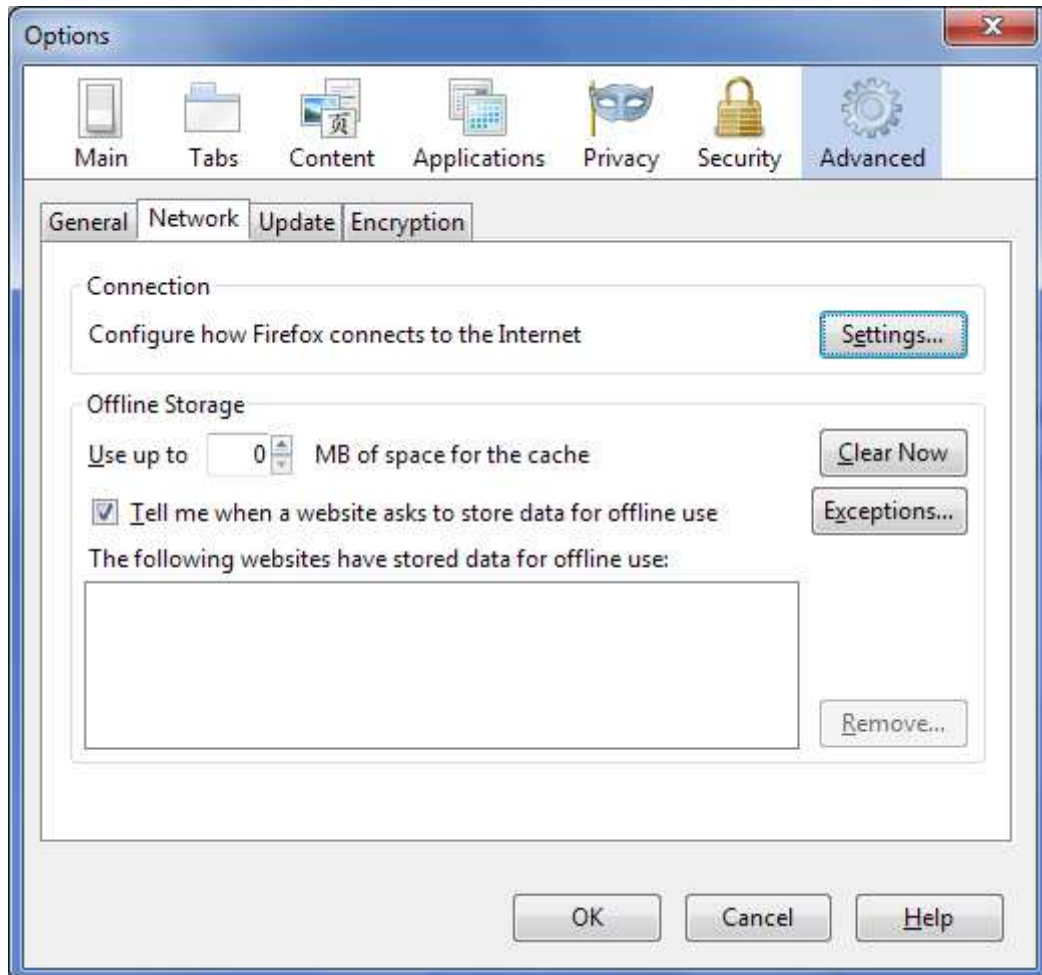 Options
Main Tabs Content Applications Privacy Security Advanced
页
General Network Update Encryption
Connection
Configure how Firefox connects to the Internet Settings...
Offline Storage
Use up to 0 MB of space for the cache Clear Now
Tell me when a website asks to store data for offline use Exceptions...
The following websites have stored data for offline use:
Remove...
OK Cancel Help